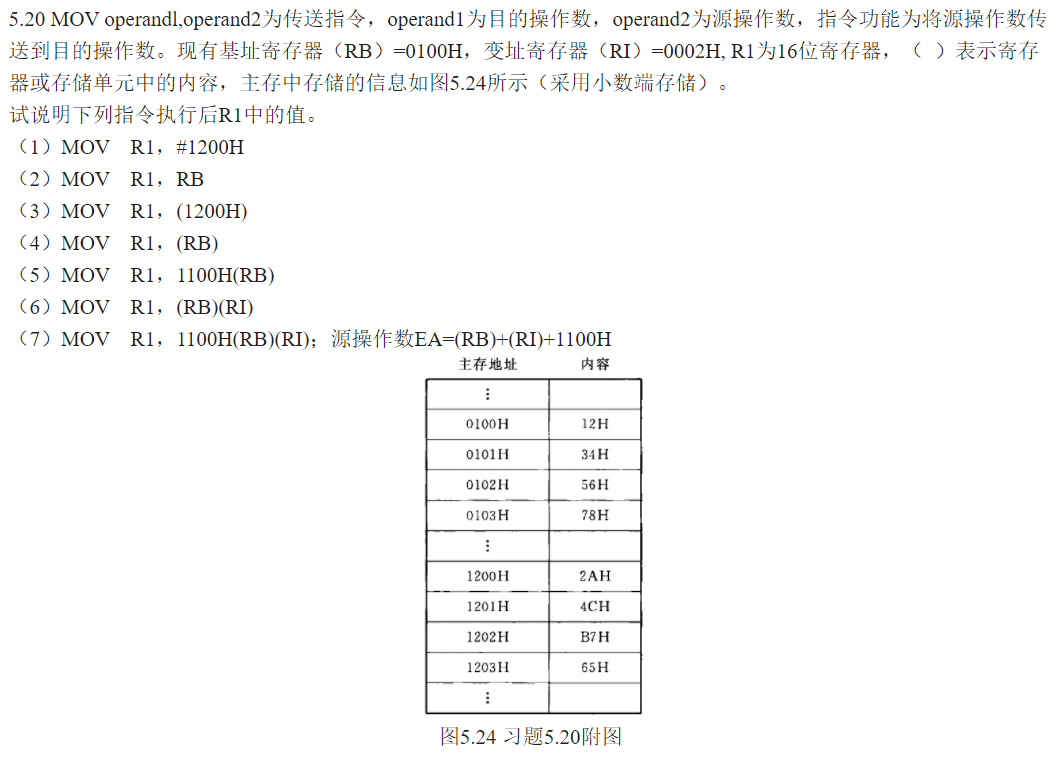 5.20 MOV operandl,operand2为传送指令，operand1为目的操作数，operand2为源操作数，指令功能为将源操作数传
送到目的操作数。现有基址寄存器（RB）=0100H，变址寄存器（RI）=0002H, R1为16位寄存器，（ ）表示寄存
器或存储单元中的内容，主存中存储的信息如图5.24所示（采用小数端存储）。
试说明下列指令执行后R1中的值。
（1）MOV R1，#1200H
（2）MOV R1，RB
（3）MOV R1，(1200H)
（4）MOV R1，(RB)
（5）MOV R1，1100H(RB)
（6）MOV R1，(RB)(RI)
（7）MOV R1，1100H(RB)(RI)；源操作数EA=(RB)+(RI)+1100H
主存地址 内容
⋮
0100H 12H
0101H 34H
0102H 56H
0103H 78H
⋮
1200H 2AH
1201H 4CH
1202H B7H
1203H 65H
⋮
图5.24 习题5.20附图